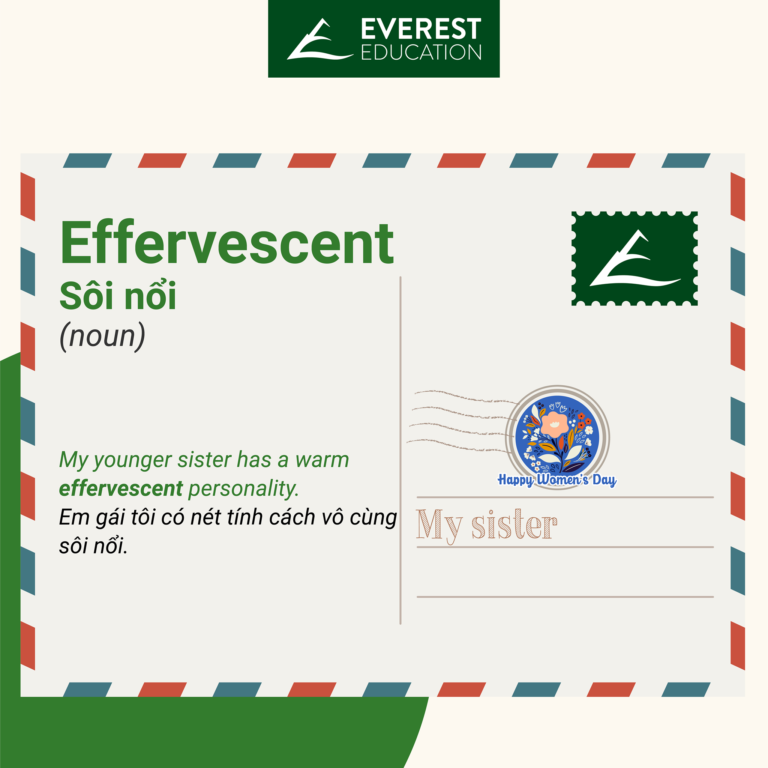 EVEREST
EDUCATION
Effervescent
Sôi nổi
(noun)
My younger sister has a warm
effervescent personality.
Em gái tôi có nét tính cách vô cùng
sôi nổi.
Happy Women's Day
My sister